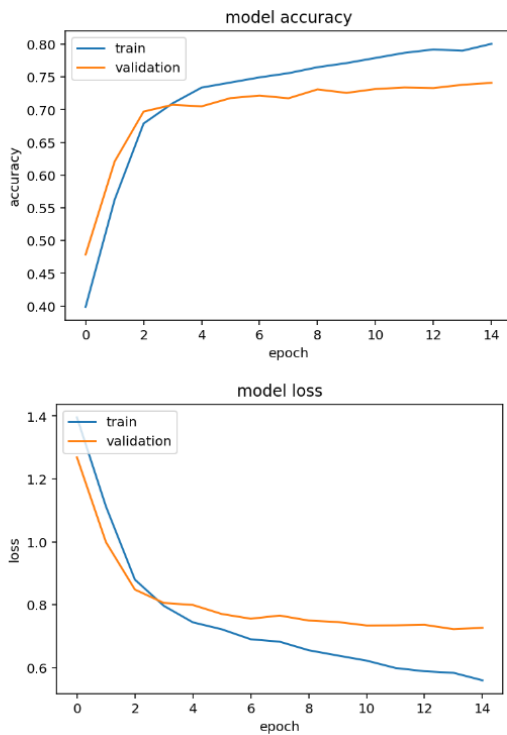 model accuracy
train
validation
0.80
0.75
0.70
0.65
0.60
0.55
0.50
0.45
0.40
accuracy
0 2 4 6 8 10 12 14
epoch
model loss
train
validation
1.4
1.2
1.0
0.8
0.6
loss
0 2 4 6 8 10 12 14
epoch